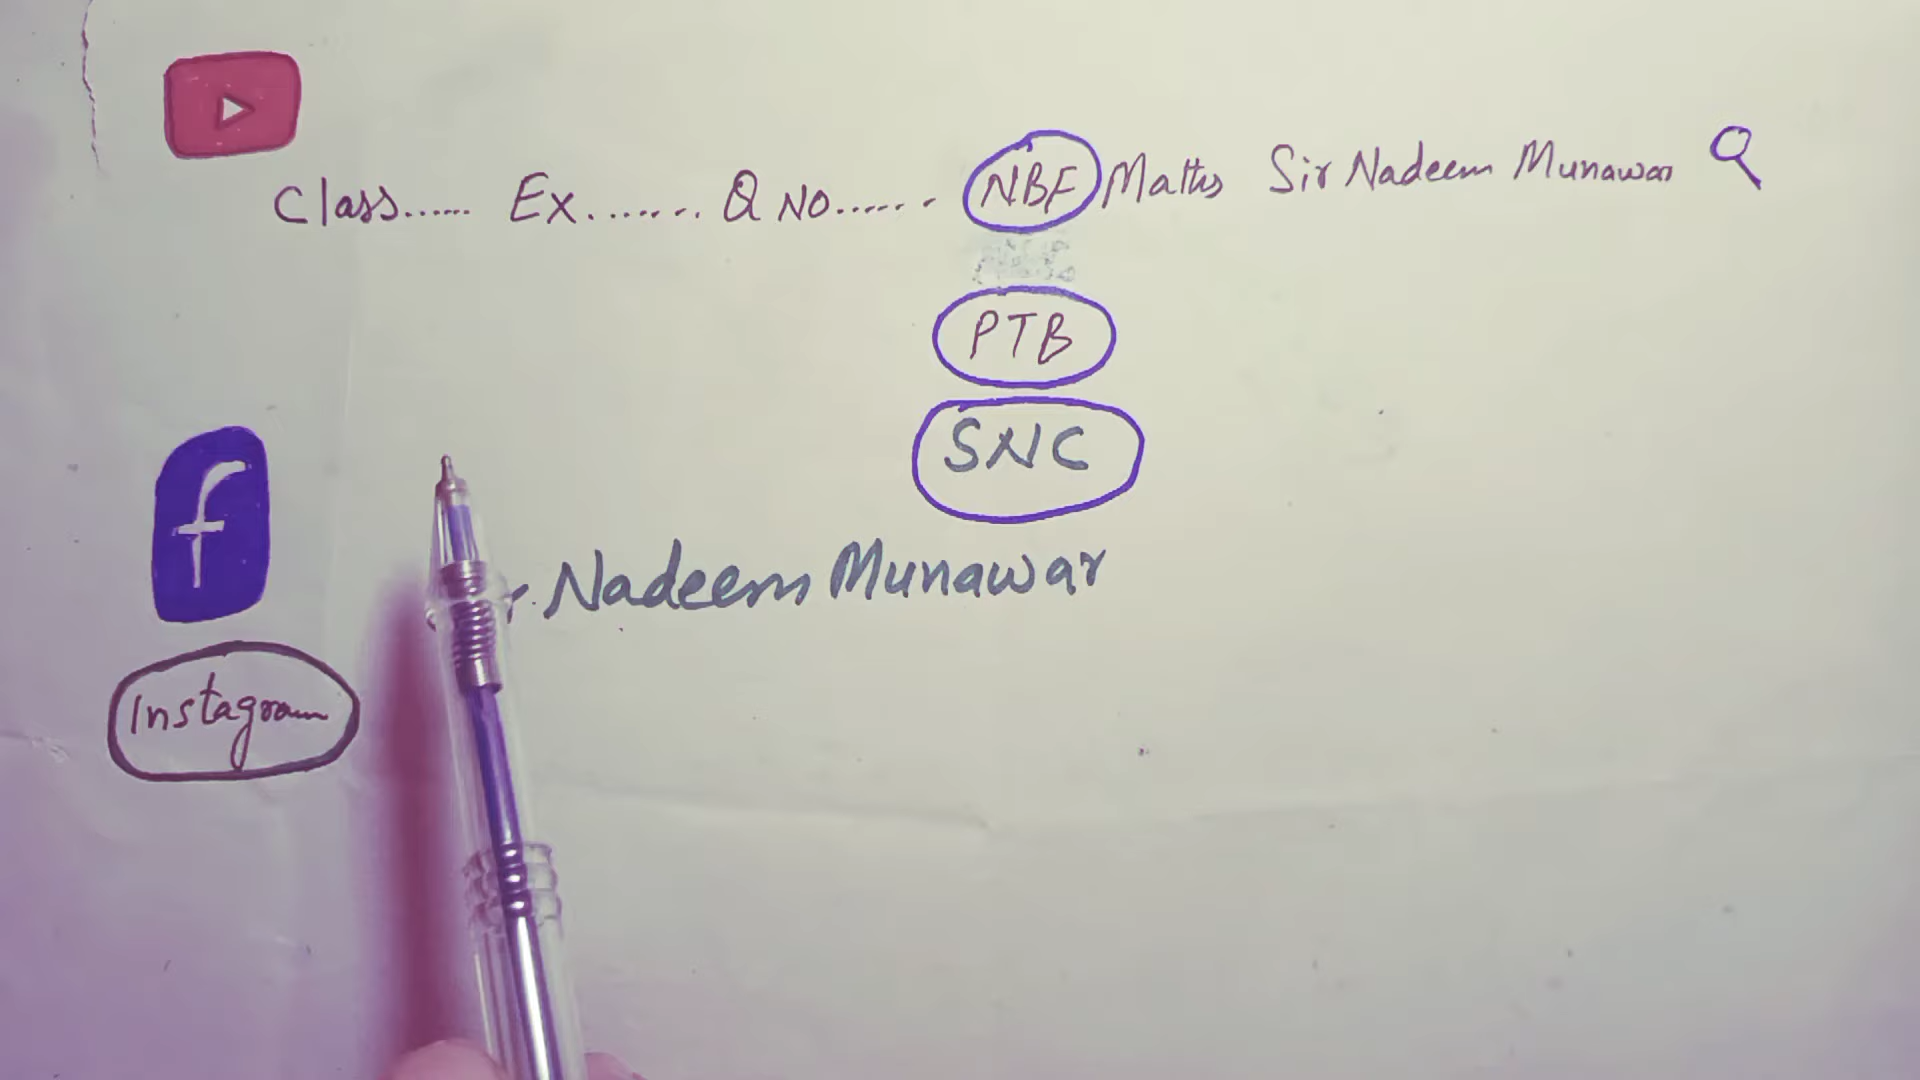 Class...... Ex........ Q No...... NBF Maths Sir Nadeem Munawar
PTB
SNC
f
r. Nadeem Munawar
Instagram